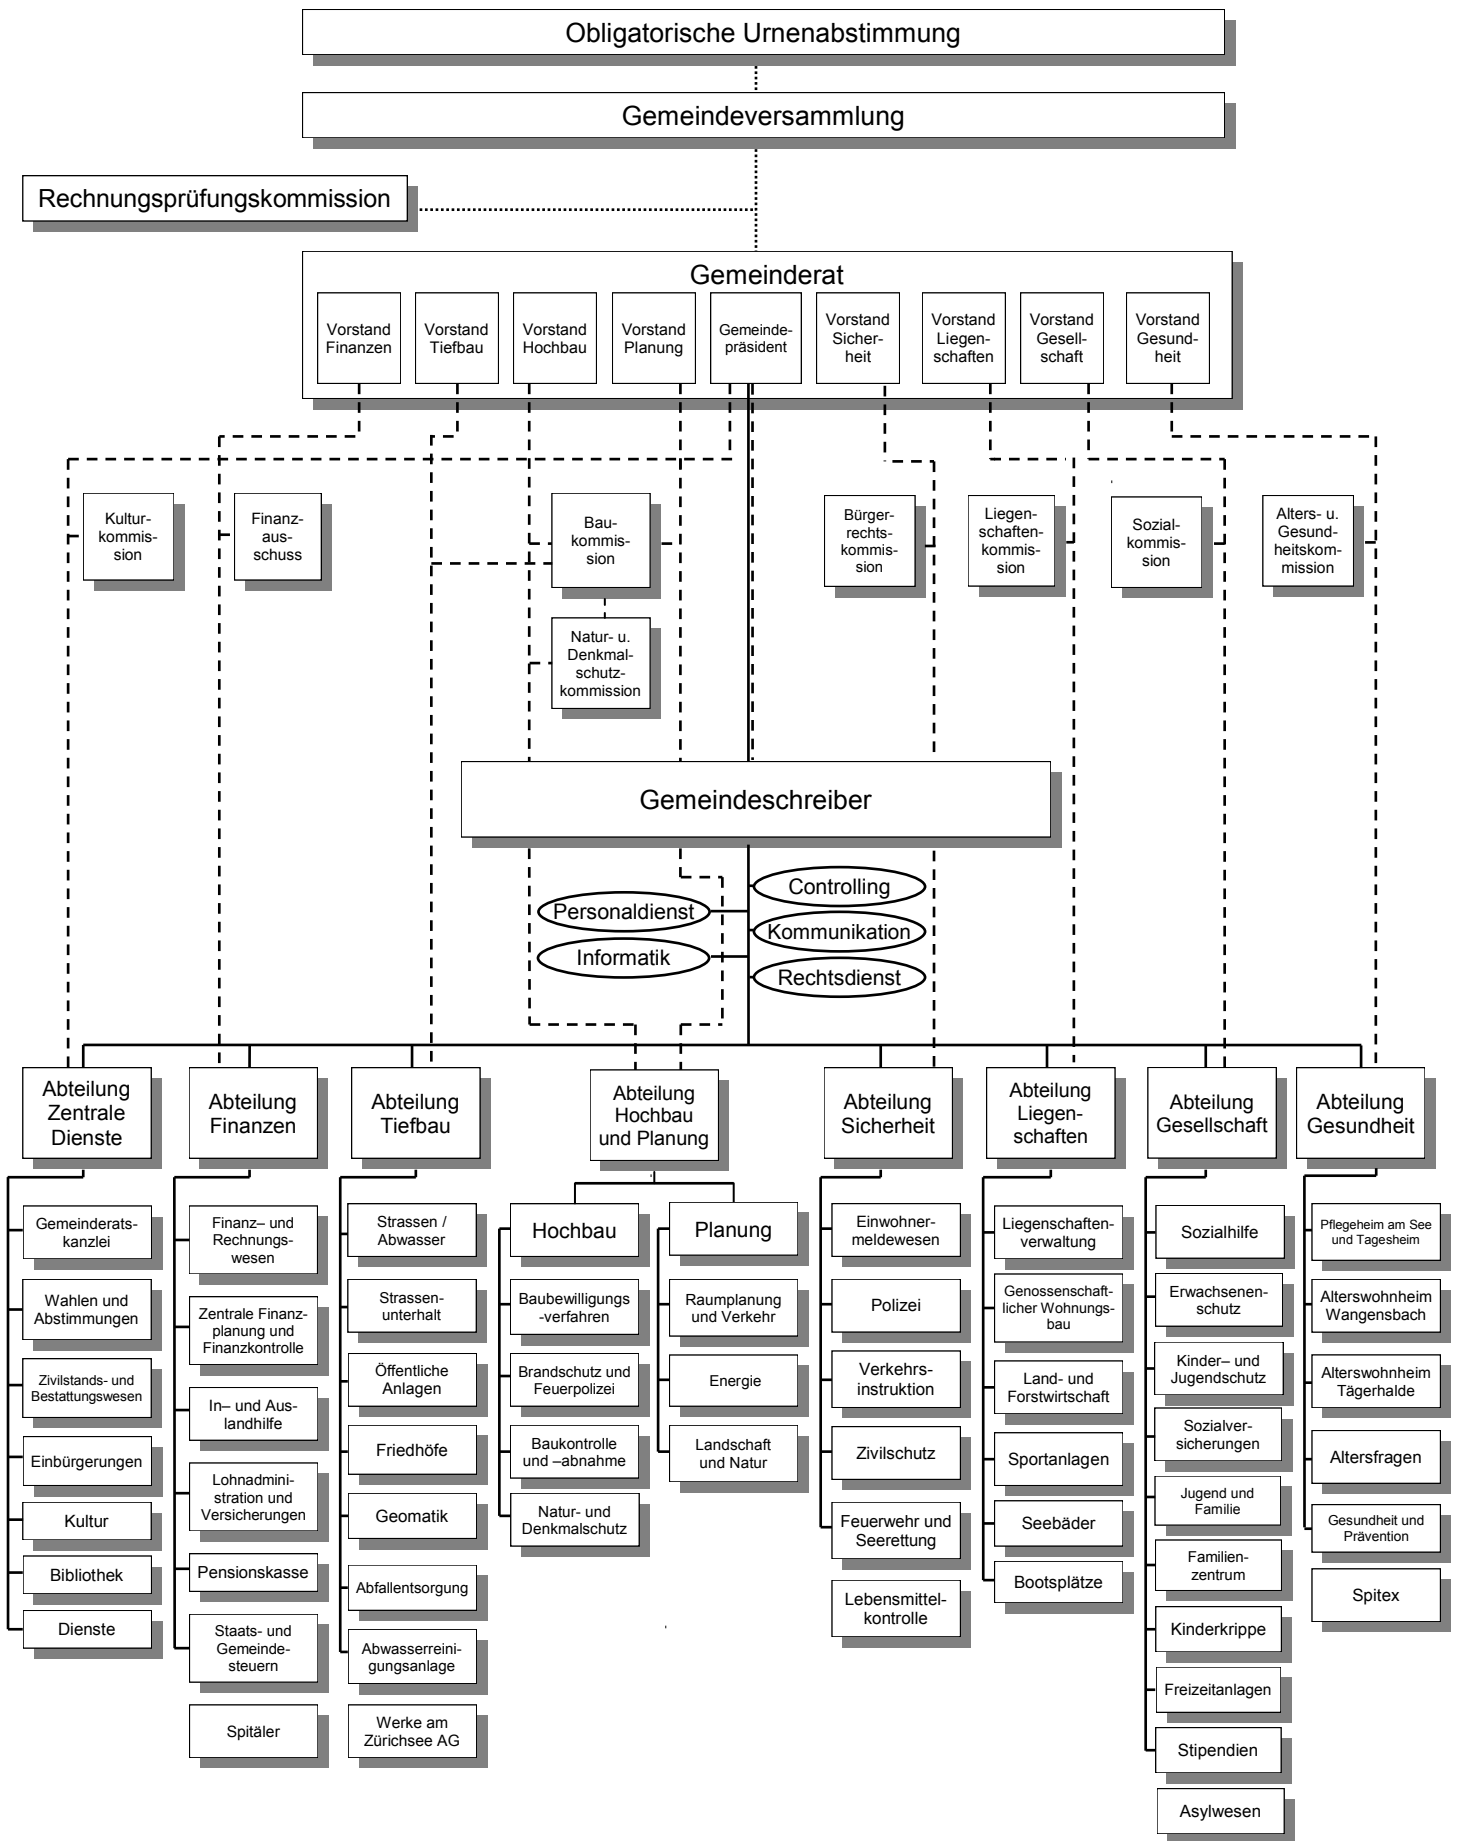 Obligatorische Urnenabstimmung
Gemeindeversammlung
Rechnungsprüfungskommission
Gemeinderat
Vorstand
Finanzen
Vorstand
Tiefbau
Vorstand
Hochbau
Vorstand
Planung
Gemeinde-
präsident
Vorstand
Sicher-
heit
Vorstand
Liegen-
schaften
Vorstand
Gesell-
schaft
Vorstand
Gesund-
heit
Kultur-
kommis-
sion
Finanz-
aus-
schuss
Bau-
kommis-
sion
Bürger-
rechts-
kommis-
sion
Liegen-
schaften-
kommis-
sion
Sozial-
kommis-
sion
Alters- u.
Gesund-
heitskom-
mission
Natur- u.
Denkmal-
schutz-
kommission
Gemeindeschreiber
Controlling
Personaldienst
Kommunikation
Informatik
Rechtsdienst
Abteilung
Zentrale
Dienste
Abteilung
Finanzen
Abteilung
Tiefbau
Abteilung
Hochbau
und Planung
Abteilung
Sicherheit
Abteilung
Liegen-
schaften
Abteilung
Gesellschaft
Abteilung
Gesundheit
Gemeinderats-
kanzlei
Wahlen und
Abstimmungen
Zivilstands- und
Bestattungswesen
Einbürgerungen
Kultur
Bibliothek
Dienste
Finanz– und
Rechnungs-
wesen
Zentrale Finanz-
planung und
Finanzkontrolle
In– und Aus-
landhilfe
Lohnadmini-
stration und
Versicherungen
Pensionskasse
Staats- und
Gemeinde-
steuern
Spitäler
Strassen /
Abwasser
Strassen-
unterhalt
Öffentliche
Anlagen
Friedhöfe
Geomatik
Abfallentsorgung
Abwasserreini-
gungsanlage
Werke am
Zürichsee AG
Hochbau
Baubewilligungs
-verfahren
Brandschutz und
Feuerpolizei
Baukontrolle
und –abnahme
Natur- und
Denkmalschutz
Planung
Raumplanung
und Verkehr
Energie
Landschaft
und Natur
Einwohner-
meldewesen
Polizei
Verkehrs-
instruktion
Zivilschutz
Feuerwehr und
Seerettung
Lebensmittel-
kontrolle
Liegenschaften-
verwaltung
Genossenschaft-
licher Wohnungs-
bau
Land- und
Forstwirtschaft
Sportanlagen
Seebäder
Bootsplätze
Sozialhilfe
Erwachsenen-
schutz
Kinder– und
Jugendschutz
Sozialver-
sicherungen
Jugend und
Familie
Familien-
zentrum
Kinderkrippe
Freizeitanlagen
Stipendien
Asylwesen
Pflegeheim am See
und Tagesheim
Alterswohnheim
Wangensbach
Alterswohnheim
Tägerhalde
Altersfragen
Gesundheit und
Prävention
Spitex